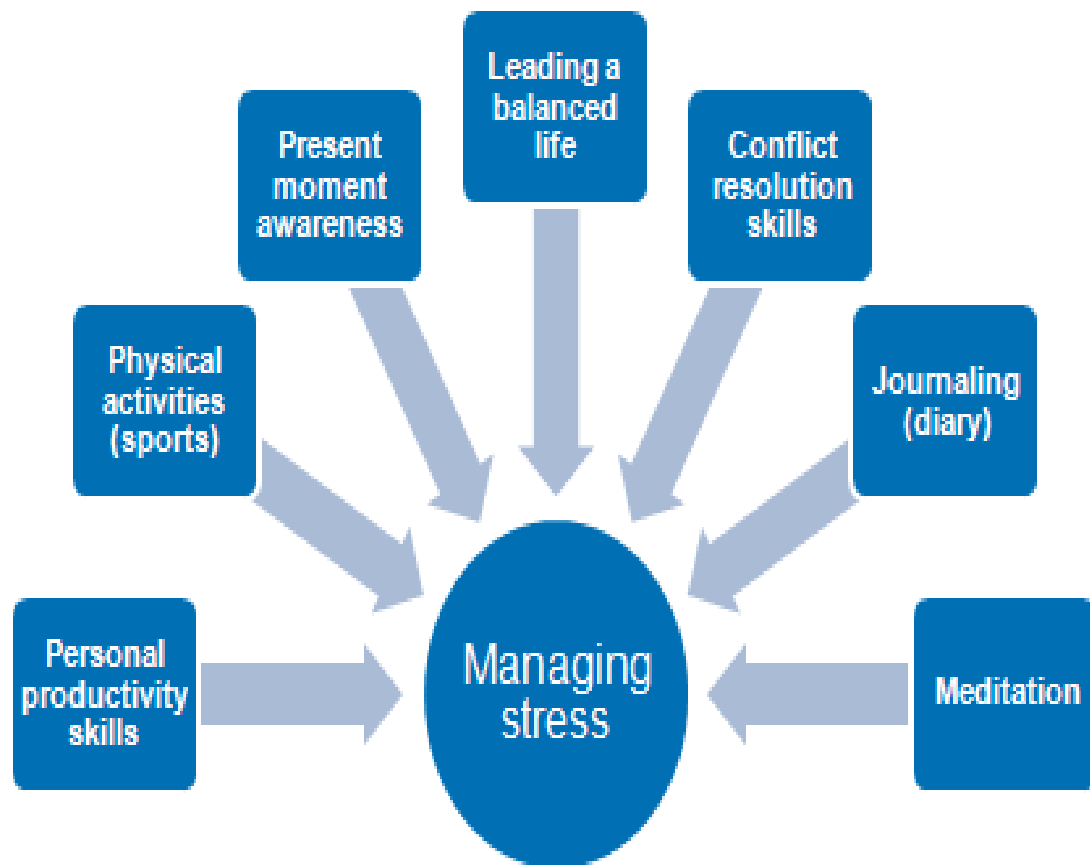 Leading a
balanced
life
Present
moment
awareness
Conflict
resolution
skills
Physical
activities
(sports)
Journaling
(diary)
Personal
productivity
skills
Managing
stress
Meditation